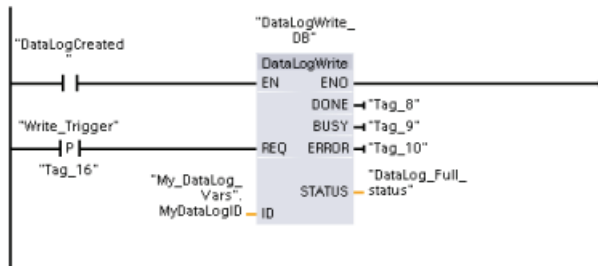 "DataLogWrite_
DB"
"DataLogCreated
"
DataLogWrite
EN ENO
DONE "Tag_8"
"Write_Trigger"
BUSY "Tag_9"
P
REQ ERROR "Tag_10"
"Tag_16"
"DataLog_Full_
"My_DataLog_
STATUS status"
Vars".
MyDataLogID ID